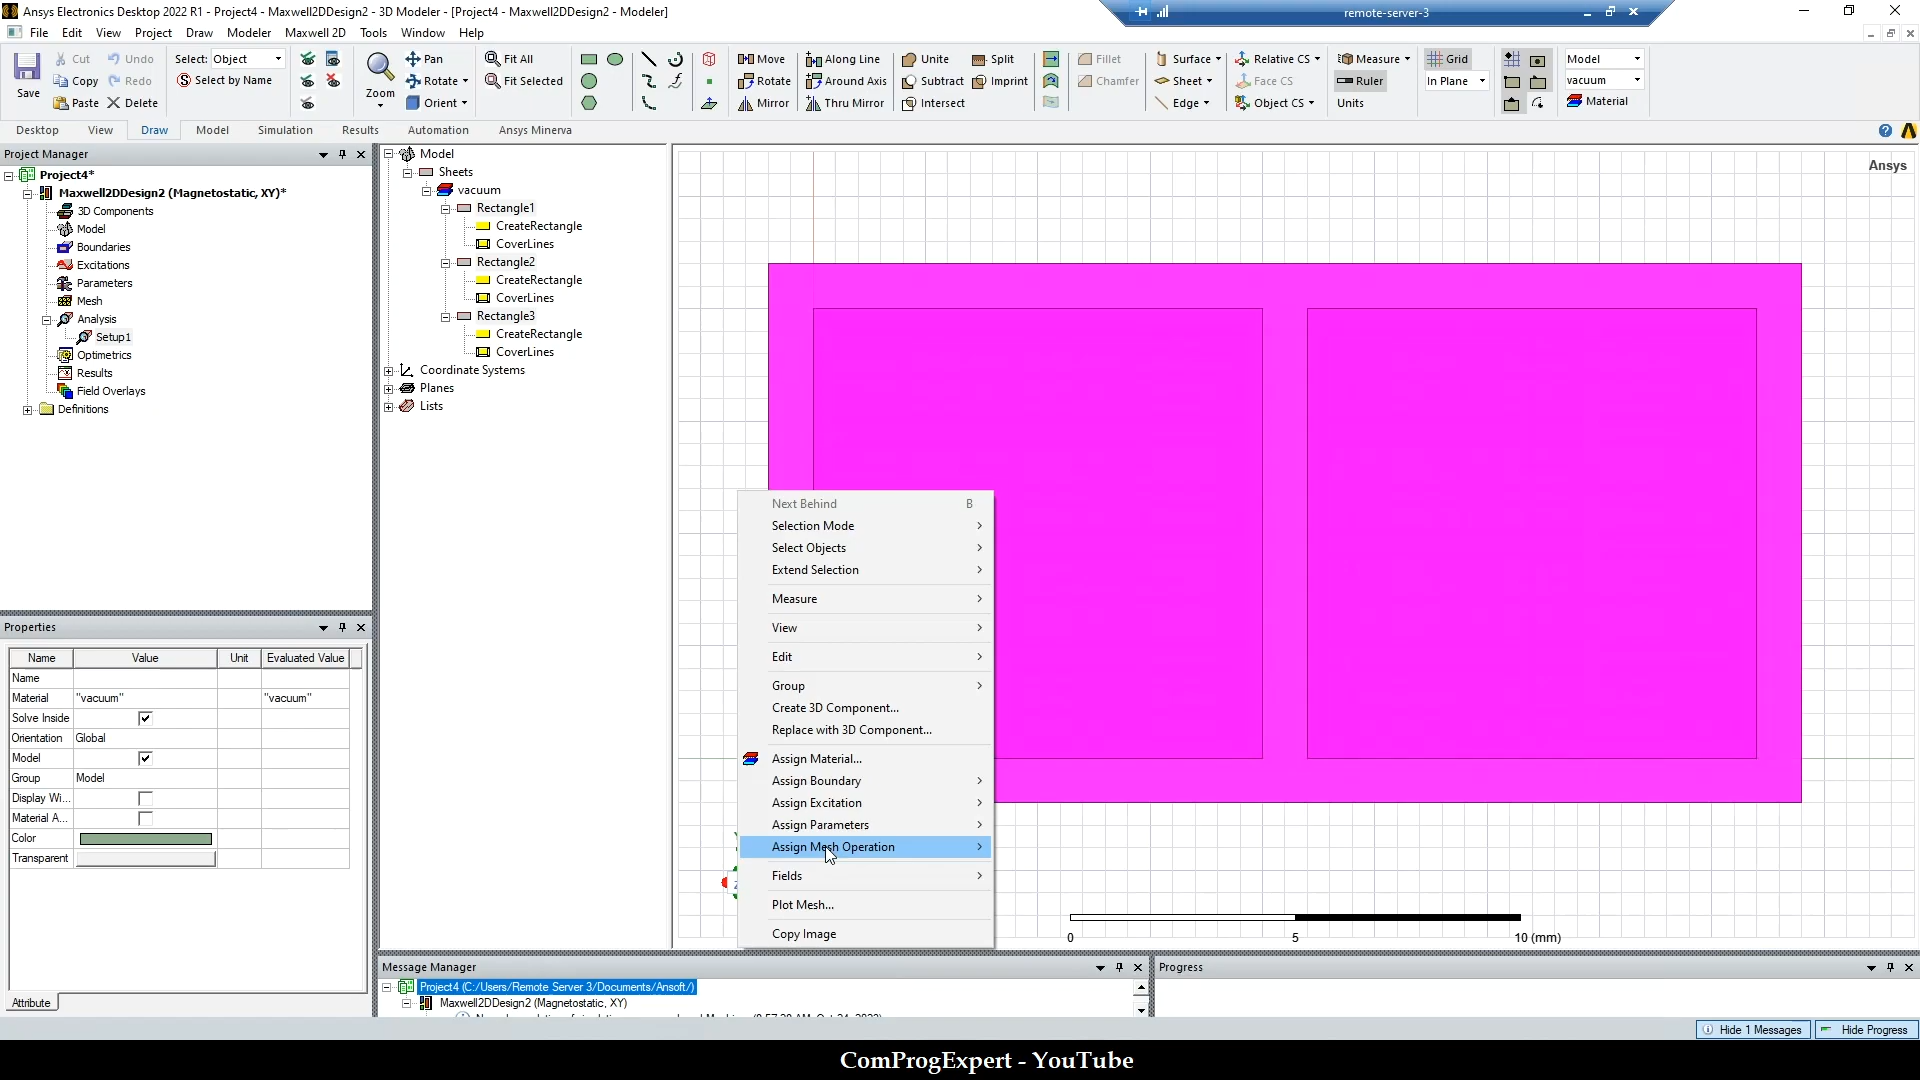 Ansys Electronics Desktop 2022 R1 - Project4 - Maxwell2DDesign2 - 3D Modeler - [Project4 - Maxwell2DDesign2 - Modeler]
remote-server-3
File Edit View Project Draw Modeler Maxwell 2D Tools Window Help
Save
Cut Undo
Copy Redo
Paste Delete
Select: Object
Select by Name
Zoom
Pan
Rotate
Orient
Fit All
Fit Selected
Move
Rotate
Mirror
Along Line
Around Axis
Thru Mirror
Unite Split
Subtract Imprint
Intersect
Fillet
Chamfer
Surface
Sheet
Edge
Relative CS
Face CS
Object CS
Measure
Ruler
Units
Grid
In Plane
Model
vacuum
Material
Desktop View Draw Model Simulation Results Automation Ansys Minerva
Project Manager
Project4*
Maxwell2DDesign2 (Magnetostatic, XY)*
3D Components
Model
Boundaries
Excitations
Parameters
Mesh
Analysis
Setup1
Optimetrics
Results
Field Overlays
Definitions
Properties
Name Value Unit Evaluated Value
Name
Material "vacuum" "vacuum"
Solve Inside
Orientation Global
Model
Group Model
Display Wi...
Material A...
Color
Transparent
Attribute
Model
Sheets
vacuum
Rectangle1
CreateRectangle
CoverLines
Rectangle2
CreateRectangle
CoverLines
Rectangle3
CreateRectangle
CoverLines
Coordinate Systems
Planes
Lists
Ansys
Next Behind B
Selection Mode
Select Objects
Extend Selection
Measure
View
Edit
Group
Create 3D Component...
Replace with 3D Component...
Assign Material...
Assign Boundary
Assign Excitation
Assign Parameters
Assign Mesh Operation
Fields
Plot Mesh...
Copy Image
0 5 10 (mm)
Message Manager
Project4 (C:/Users/Remote Server 3/Documents/Ansoft/)
Maxwell2DDesign2 (Magnetostatic, XY)
Progress
Hide 1 Messages Hide Progress
ComProgExpert - YouTube